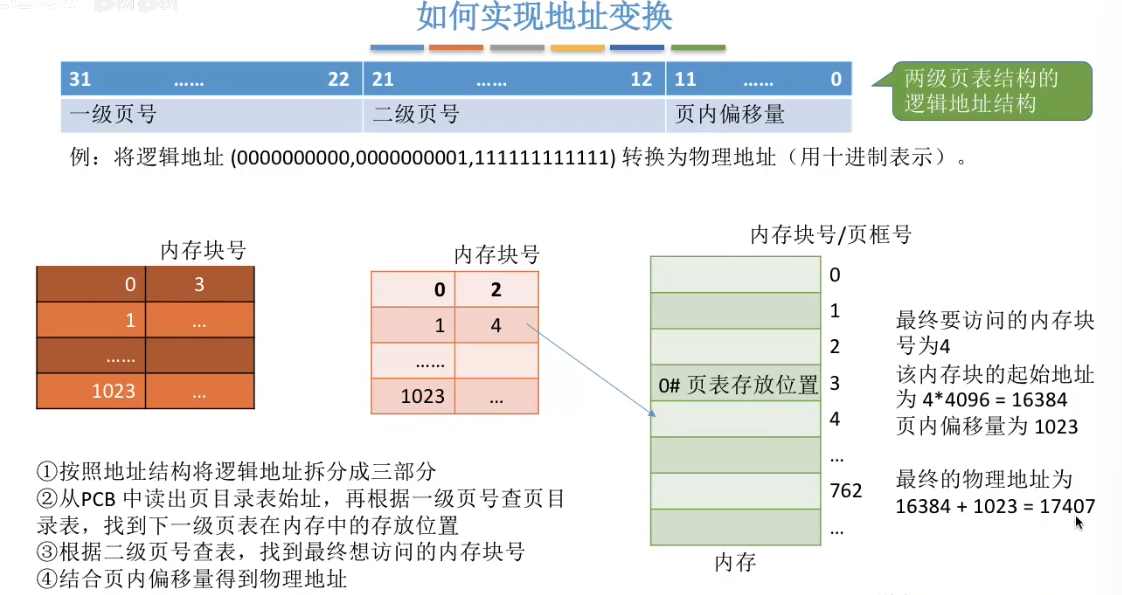 如何实现地址变换
31 …… 22 21 …… 12 11 …… 0
一级页号 二级页号 页内偏移量
两级页表结构的
逻辑地址结构
例：将逻辑地址 (0000000000,0000000001,111111111111) 转换为物理地址（用十进制表示）。
内存块号
0 3
1 ...
……
1023 ...
内存块号
0 2
1 4
……
1023 ...
内存块号/页框号
0
1
2
0# 页表存放位置 3
4
...
762
...
内存
最终要访问的内存块
号为4
该内存块的起始地址
为 4*4096 = 16384
页内偏移量为 1023
最终的物理地址为
16384 + 1023 = 17407
①按照地址结构将逻辑地址拆分成三部分
②从PCB 中读出页目录表始址，再根据一级页号查页目
录表，找到下一级页表在内存中的存放位置
③根据二级页号查表，找到最终想访问的内存块号
④结合页内偏移量得到物理地址